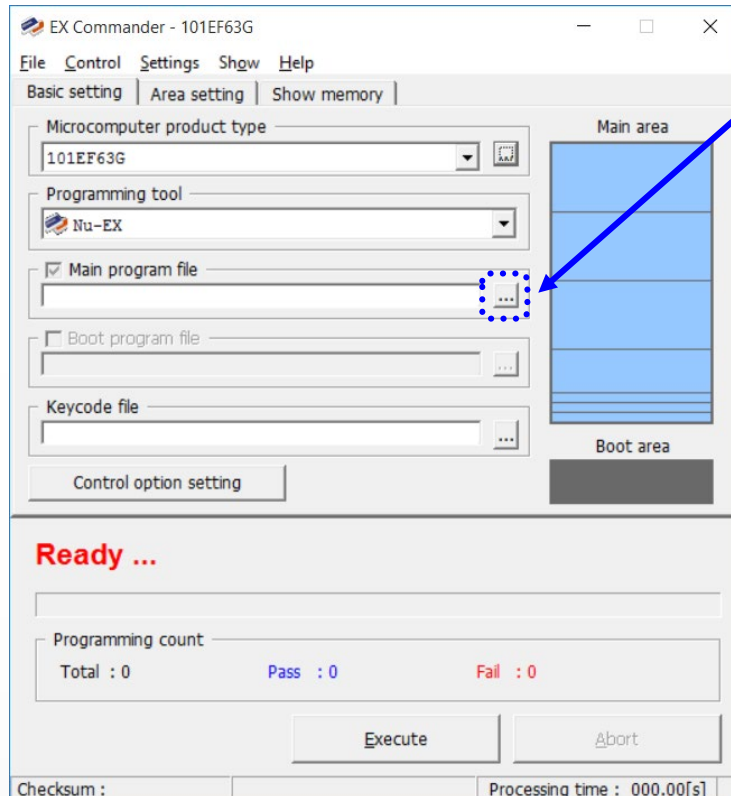 EX Commander - 101EF63G
File Control Settings Show Help
Basic setting Area setting Show memory
Microcomputer product type
Main area
101EF63G
Programming tool
Nu-EX
Main program file
...
Boot program file
...
Keycode file
...
Boot area
Control option setting
Ready ...
Programming count
Total : 0 Pass : 0 Fail : 0
Execute Abort
Checksum : Processing time : 000.00[s]